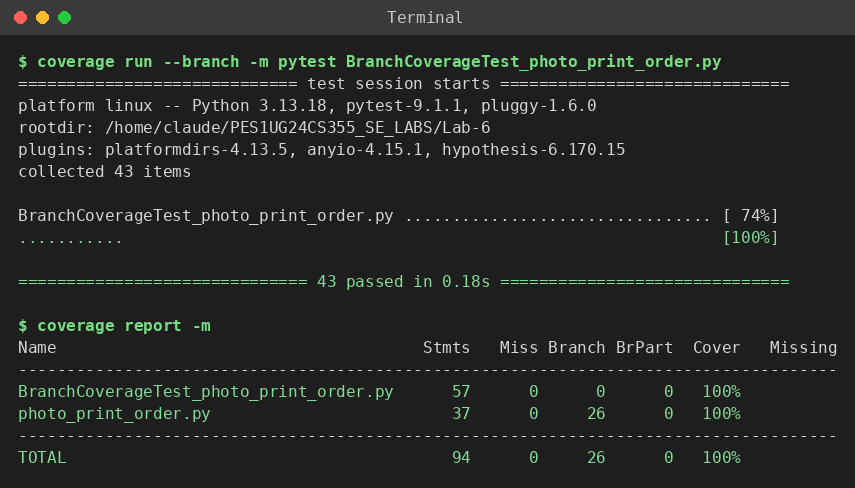 Terminal
$ coverage run --branch -m pytest BranchCoverageTest_photo_print_order.py
============================= test session starts ==============================
platform linux -- Python 3.13.18, pytest-9.1.1, pluggy-1.6.0
rootdir: /home/claude/PES1UG24CS355_SE_LABS/Lab-6
plugins: platformdirs-4.13.5, anyio-4.15.1, hypothesis-6.170.15
collected 43 items
BranchCoverageTest_photo_print_order.py ................................ [ 74%]
........... [100%]
============================== 43 passed in 0.18s ==============================
$ coverage report -m
Name Stmts Miss Branch BrPart Cover Missing
-------------------------------------------------------------------------------------
BranchCoverageTest_photo_print_order.py 57 0 0 0 100%
photo_print_order.py 37 0 26 0 100%
-------------------------------------------------------------------------------------
TOTAL 94 0 26 0 100%